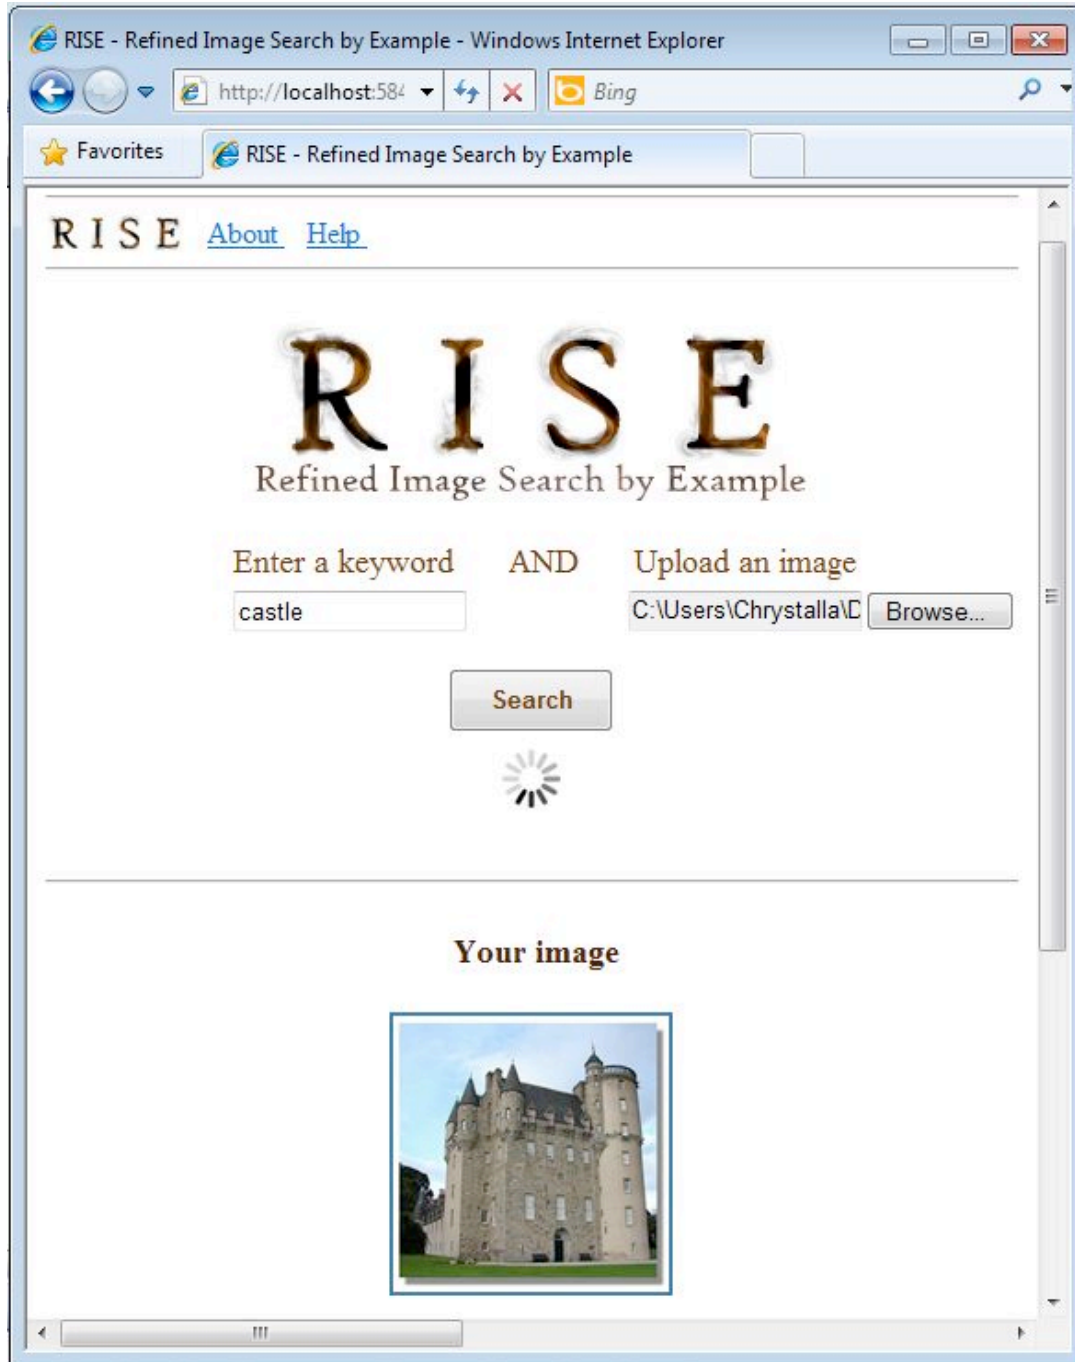 RISE - Refined Image Search by Example - Windows Internet Explorer
http://localhost:584 Bing
Favorites RISE - Refined Image Search by Example
R I S E About Help
R I S E
Refined Image Search by Example
Enter a keyword AND Upload an image
castle C:\Users\Chrystalla\D Browse...
Search
Your image